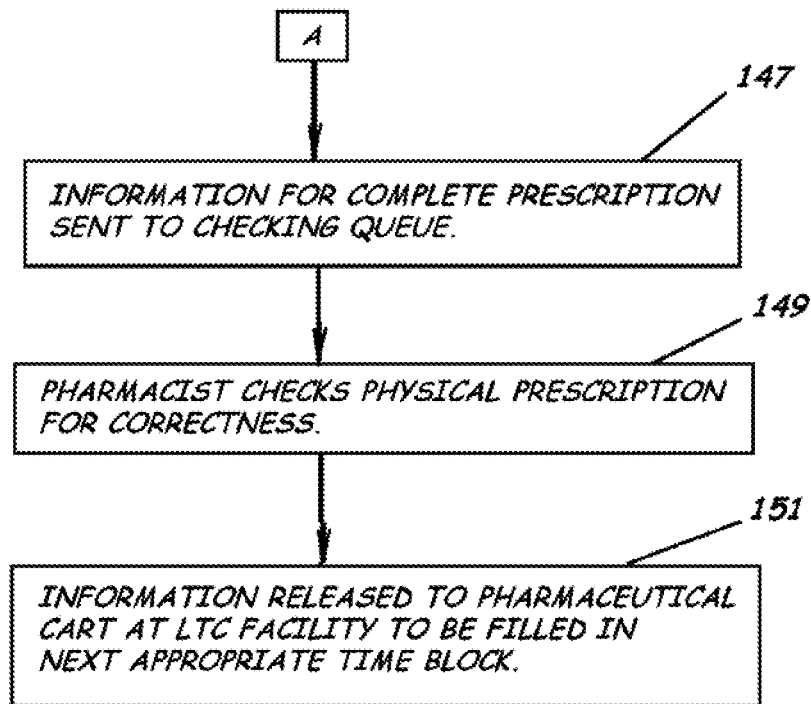 A
147
INFORMATION FOR COMPLETE PRESCRIPTION
SENT TO CHECKING QUEUE.
149
PHARMACIST CHECKS PHYSICAL PRESCRIPTION
FOR CORRECTNESS.
151
INFORMATION RELEASED TO PHARMACEUTICAL
CART AT LTC FACILITY TO BE FILLED IN
NEXT APPROPRIATE TIME BLOCK.